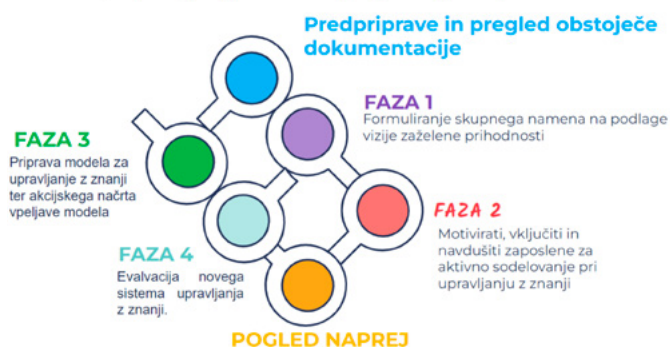 Predpriprave in pregled obstoječe
dokumentacije
FAZA 1
Formuliranje skupnega namena na podlage
vizije zaželene prihodnosti
FAZA 3
Priprava modela za
upravljanje z znanji
ter akcijskega načrta
vpeljave modela
FAZA 2
Motivirati, vključiti in
navdušiti zaposlene za
aktivno sodelovanje pri
upravljanju z znanji
FAZA 4
Evalvacija novega
sistema upravljanja
z znanji.
POGLED NAPREJ